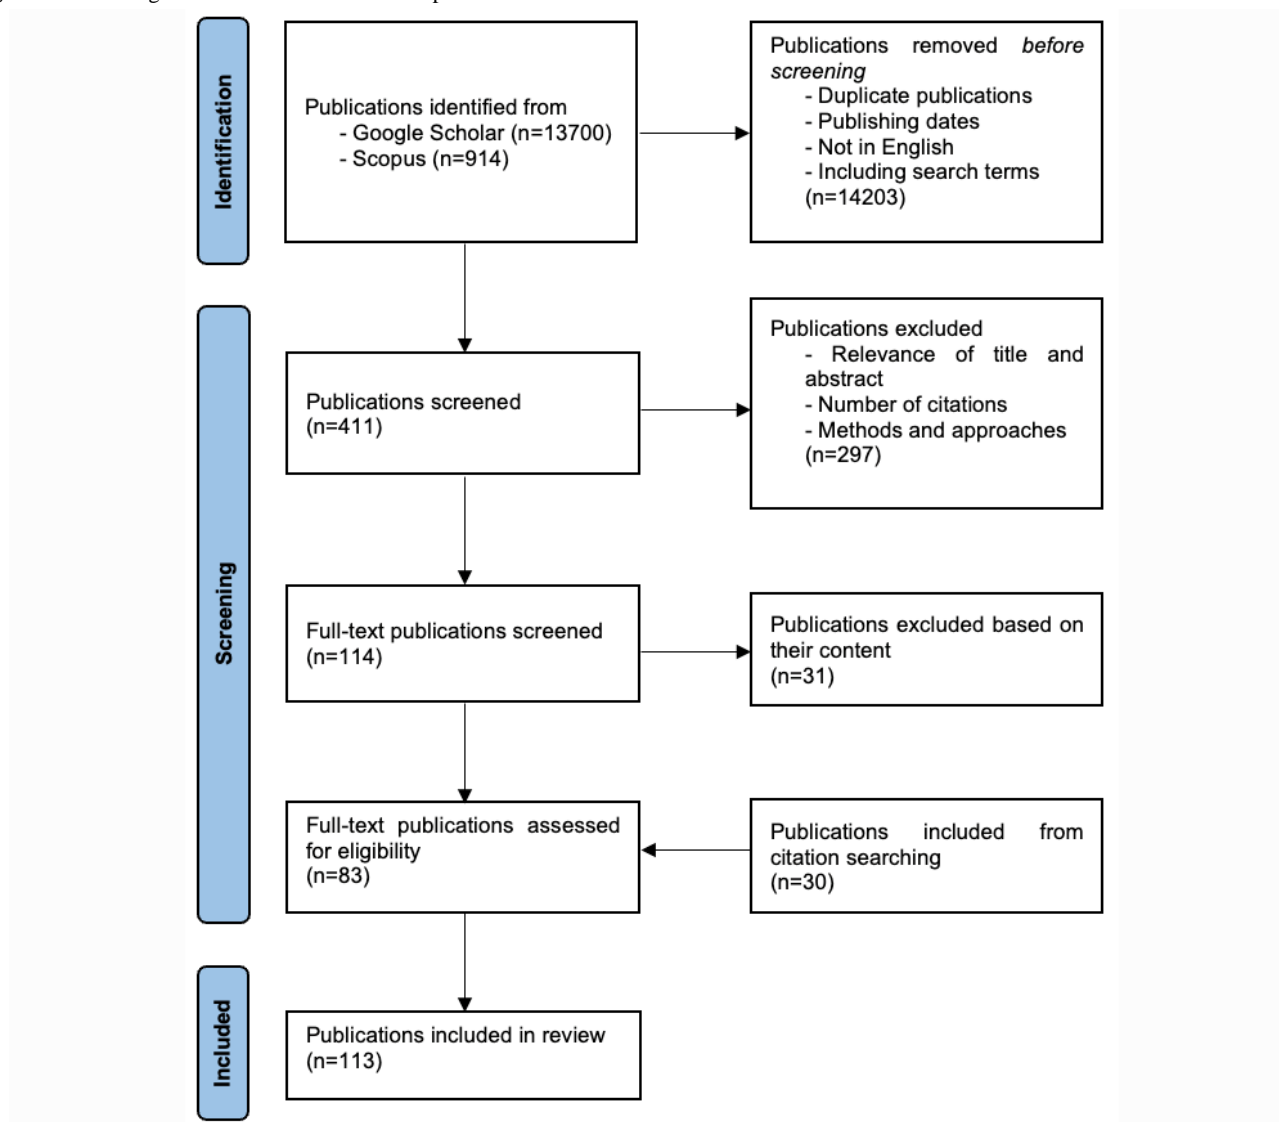 Identification
Publications identified from
- Google Scholar (n=13700)
- Scopus (n=914)
Publications removed before
screening
- Duplicate publications
- Publishing dates
- Not in English
- Including search terms
(n=14203)
Screening
Publications screened
(n=411)
Publications excluded
- Relevance of title and
abstract
- Number of citations
- Methods and approaches
(n=297)
Full-text publications screened
(n=114)
Publications excluded based on
their content
(n=31)
Full-text publications assessed
for eligibility
(n=83)
Publications included from
citation searching
(n=30)
Included
Publications included in review
(n=113)